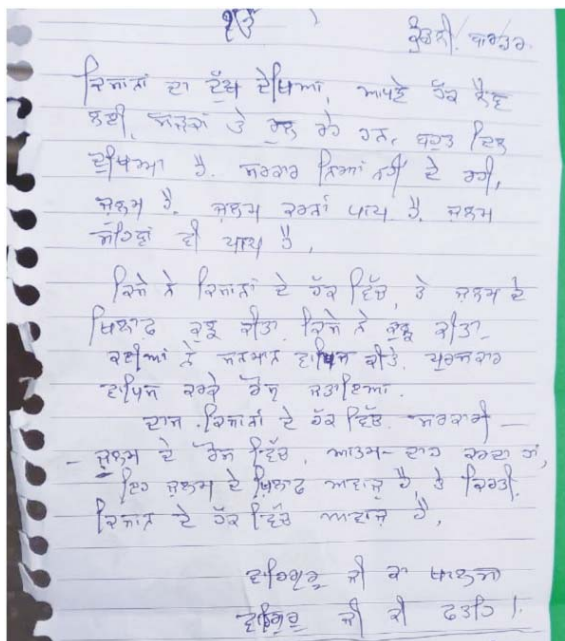 ੴ
ਕੁੰਡਲੀ ਬਾਰਡਰ.
ਕਿਸਾਨਾਂ ਦਾ ਦੁੱਖ ਦੇਖਿਆ, ਆਪਣੇ ਹੱਕ ਲੈਣ
ਲਈ, ਸੜਕਾਂ ਤੇ ਰੁਲ ਰਹੇ ਹਨ, ਬਹੁਤ ਦਿਲ
ਦੁਖਿਆ ਹੈ. ਸਰਕਾਰ ਨਿਆਂ ਨਹੀਂ ਦੇ ਰਹੀ,
ਜ਼ੁਲਮ ਹੈ. ਜ਼ੁਲਮ ਕਰਨਾਂ ਪਾਪ ਹੈ. ਜ਼ੁਲਮ
ਸਹਿਣਾਂ ਵੀ ਪਾਪ ਹੈ,
ਕਿਸੇ ਨੇ ਕਿਸਾਨਾਂ ਦੇ ਹੱਕ ਵਿੱਚ, ਤੇ ਜ਼ੁਲਮ ਦੇ
ਖਿਲਾਫ ਕੁਝ ਕੀਤਾ, ਕਿਸੇ ਨੇ ਕੁਝ ਕੀਤਾ.
ਕਈਆਂ ਨੇ ਸਨਮਾਨ ਵਾਪਿਸ ਕੀਤੇ, ਪੁਰਸਕਾਰ
ਵਾਪਿਸ ਕਰਕੇ ਰੋਸ ਜਤਾਇਆ.
ਦਾਸ ਕਿਸਾਨਾਂ ਦੇ ਹੱਕ ਵਿੱਚ. ਸਰਕਾਰੀ -
- ਜ਼ੁਲਮ ਦੇ ਰੋਸ ਵਿੱਚ, ਆਤਮ-ਦਾਹ ਕਰਦਾ ਹਾਂ,
ਇਹ ਜ਼ੁਲਮ ਦੇ ਖ਼ਿਲਾਫ ਆਵਾਜ਼ ਹੈ, ਤੇ ਕਿਰਤੀ
ਕਿਸਾਨ ਦੇ ਹੱਕ ਵਿੱਚ ਆਵਾਜ਼ ਹੈ,
ਵਾਹਿਗੁਰੂ ਜੀ ਕਾ ਖਾਲਸਾ
ਵਾਹਿਗੁਰੂ ਜੀ ਕੀ ਫਤਹਿ।